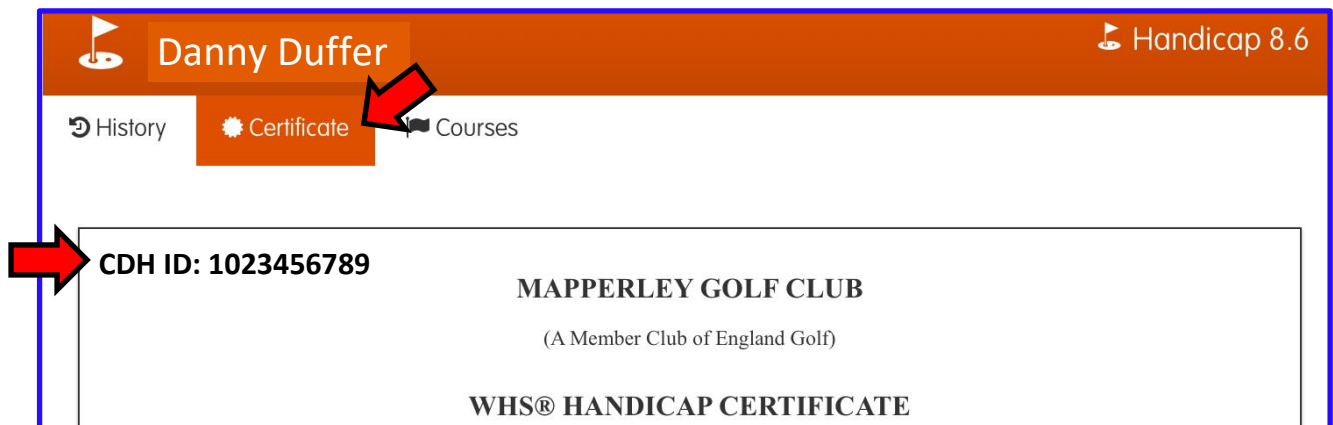 Danny Duffer
Handicap 8.6
History
Certificate
Courses
CDH ID: 1023456789
MAPPERLEY GOLF CLUB
(A Member Club of England Golf)
WHS® HANDICAP CERTIFICATE